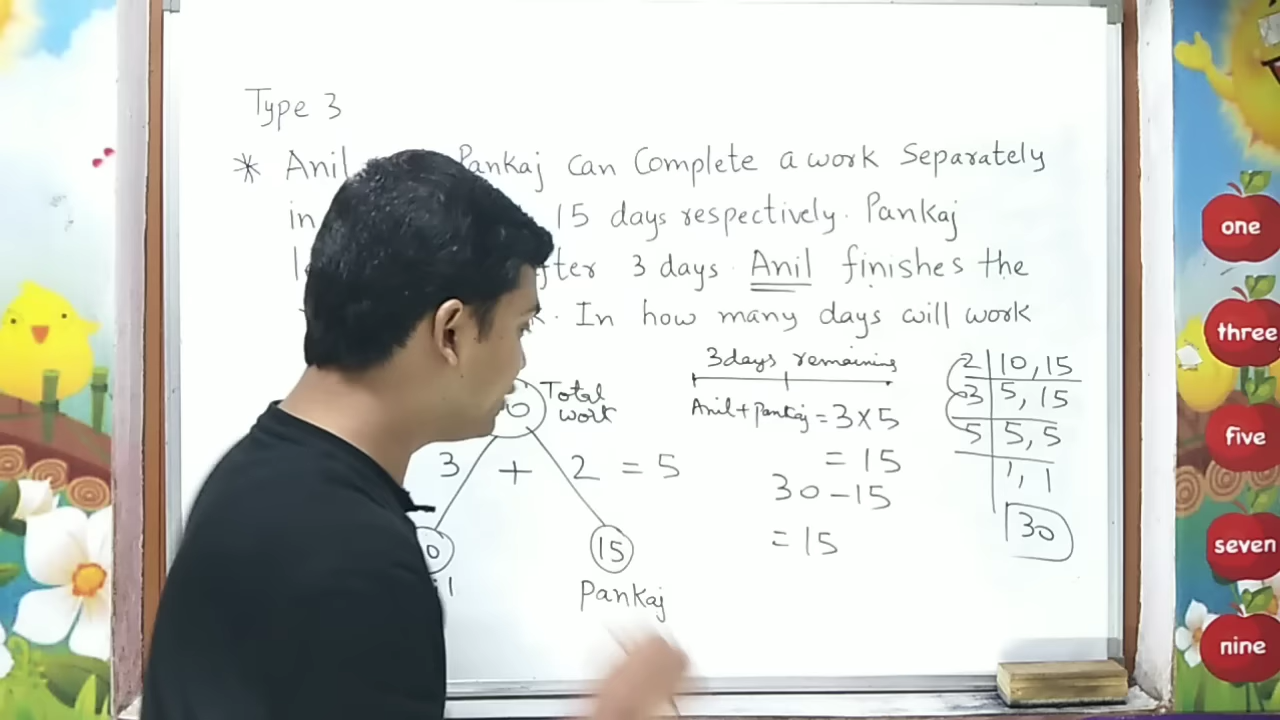 Type 3
* Anil Pankaj can Complete a work Separately
in 15 days respectively. Pankaj
3 days. Anil finishes the
In how many days will work
Total
work
3 + 2 = 5
15
Pankaj
3days remaining
Anil + Pankaj = 3 x 5
= 15
30 - 15
= 15
2 | 10, 15
3 | 5, 15
5 | 5, 5
1, 1
30
one
three
five
seven
nine